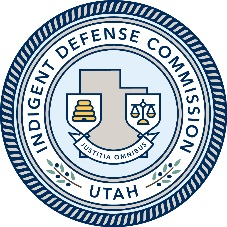 INDIGENT DEFENSE COMMISSION
JUSTITIA OMNIBUS
UTAH